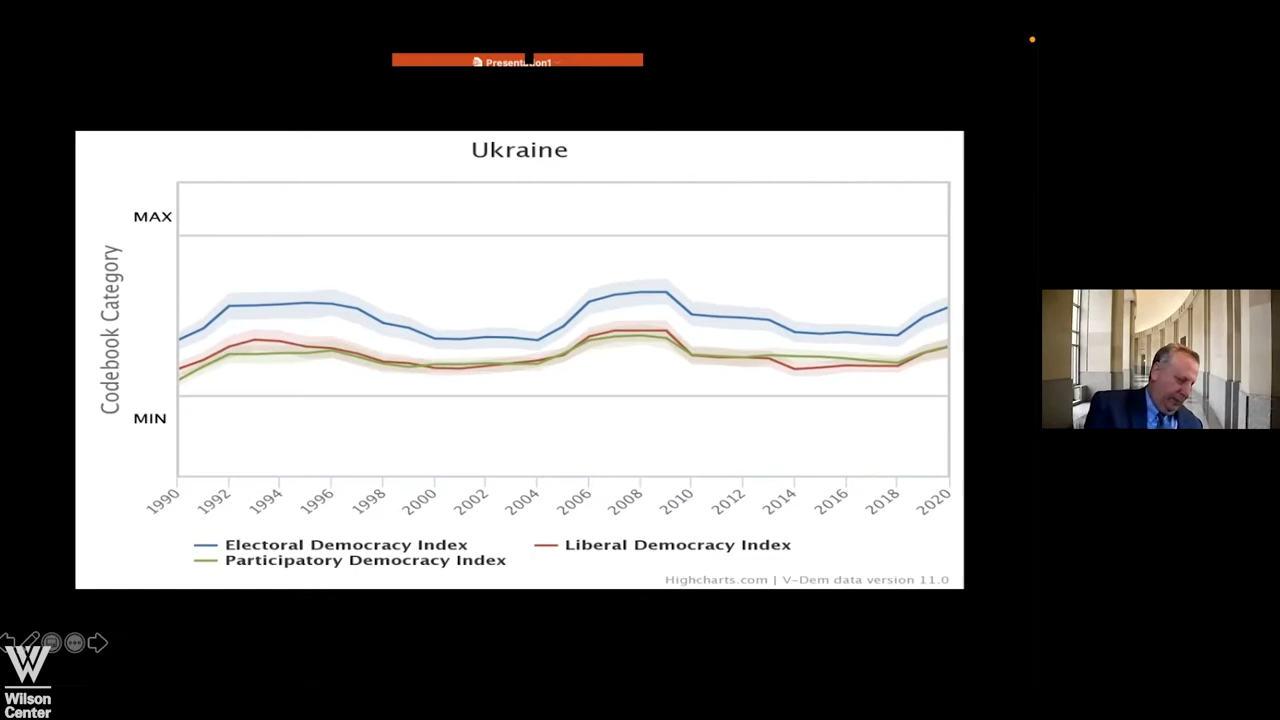 Presentation1
Ukraine
MAX
Codebook Category
MIN
1990 1992 1994 1996 1998 2000 2002 2004 2006 2008 2010 2012 2014 2016 2018 2020
Electoral Democracy Index Liberal Democracy Index
Participatory Democracy Index
Highcharts.com | V-Dem data version 11.0
W
Wilson
Center